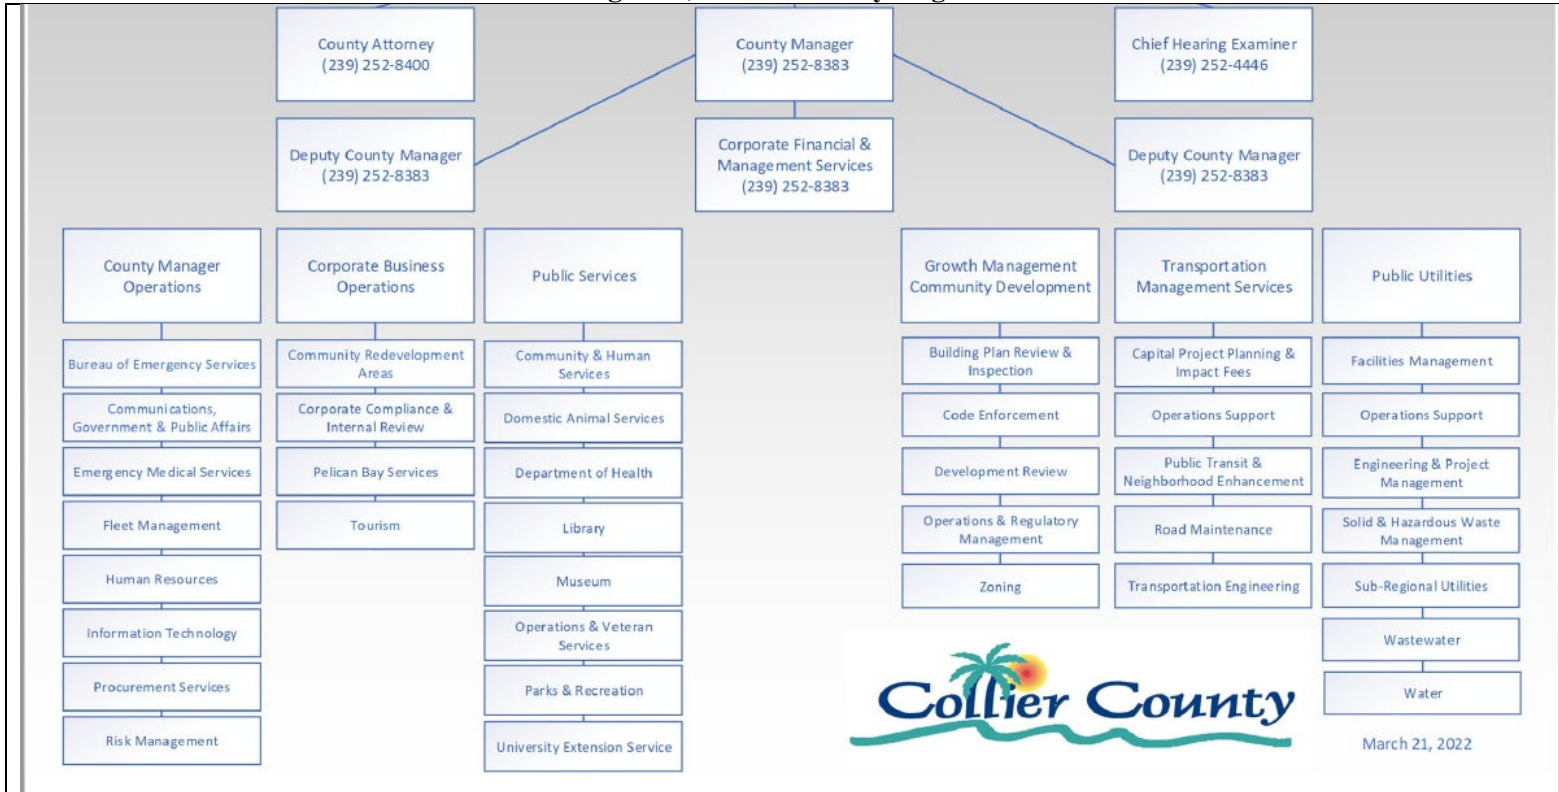 County Attorney
(239) 252-8400
County Manager
(239) 252-8383
Chief Hearing Examiner
(239) 252-4446
Deputy County Manager
(239) 252-8383
Corporate Financial &
Management Services
(239) 252-8383
Deputy County Manager
(239) 252-8383
County Manager
Operations
Bureau of Emergency Services
Communications,
Government & Public Affairs
Emergency Medical Services
Fleet Management
Human Resources
Information Technology
Procurement Services
Risk Management
Corporate Business
Operations
Community Redevelopment
Areas
Corporate Compliance &
Internal Review
Pelican Bay Services
Tourism
Public Services
Community & Human
Services
Domestic Animal Services
Department of Health
Library
Museum
Operations & Veteran
Services
Parks & Recreation
University Extension Service
Growth Management
Community Development
Building Plan Review &
Inspection
Code Enforcement
Development Review
Operations & Regulatory
Management
Zoning
Transportation
Management Services
Capital Project Planning &
Impact Fees
Operations Support
Public Transit &
Neighborhood Enhancement
Road Maintenance
Transportation Engineering
Public Utilities
Facilities Management
Operations Support
Engineering & Project
Management
Solid & Hazardous Waste
Management
Sub-Regional Utilities
Wastewater
Water
Collier County
March 21, 2022